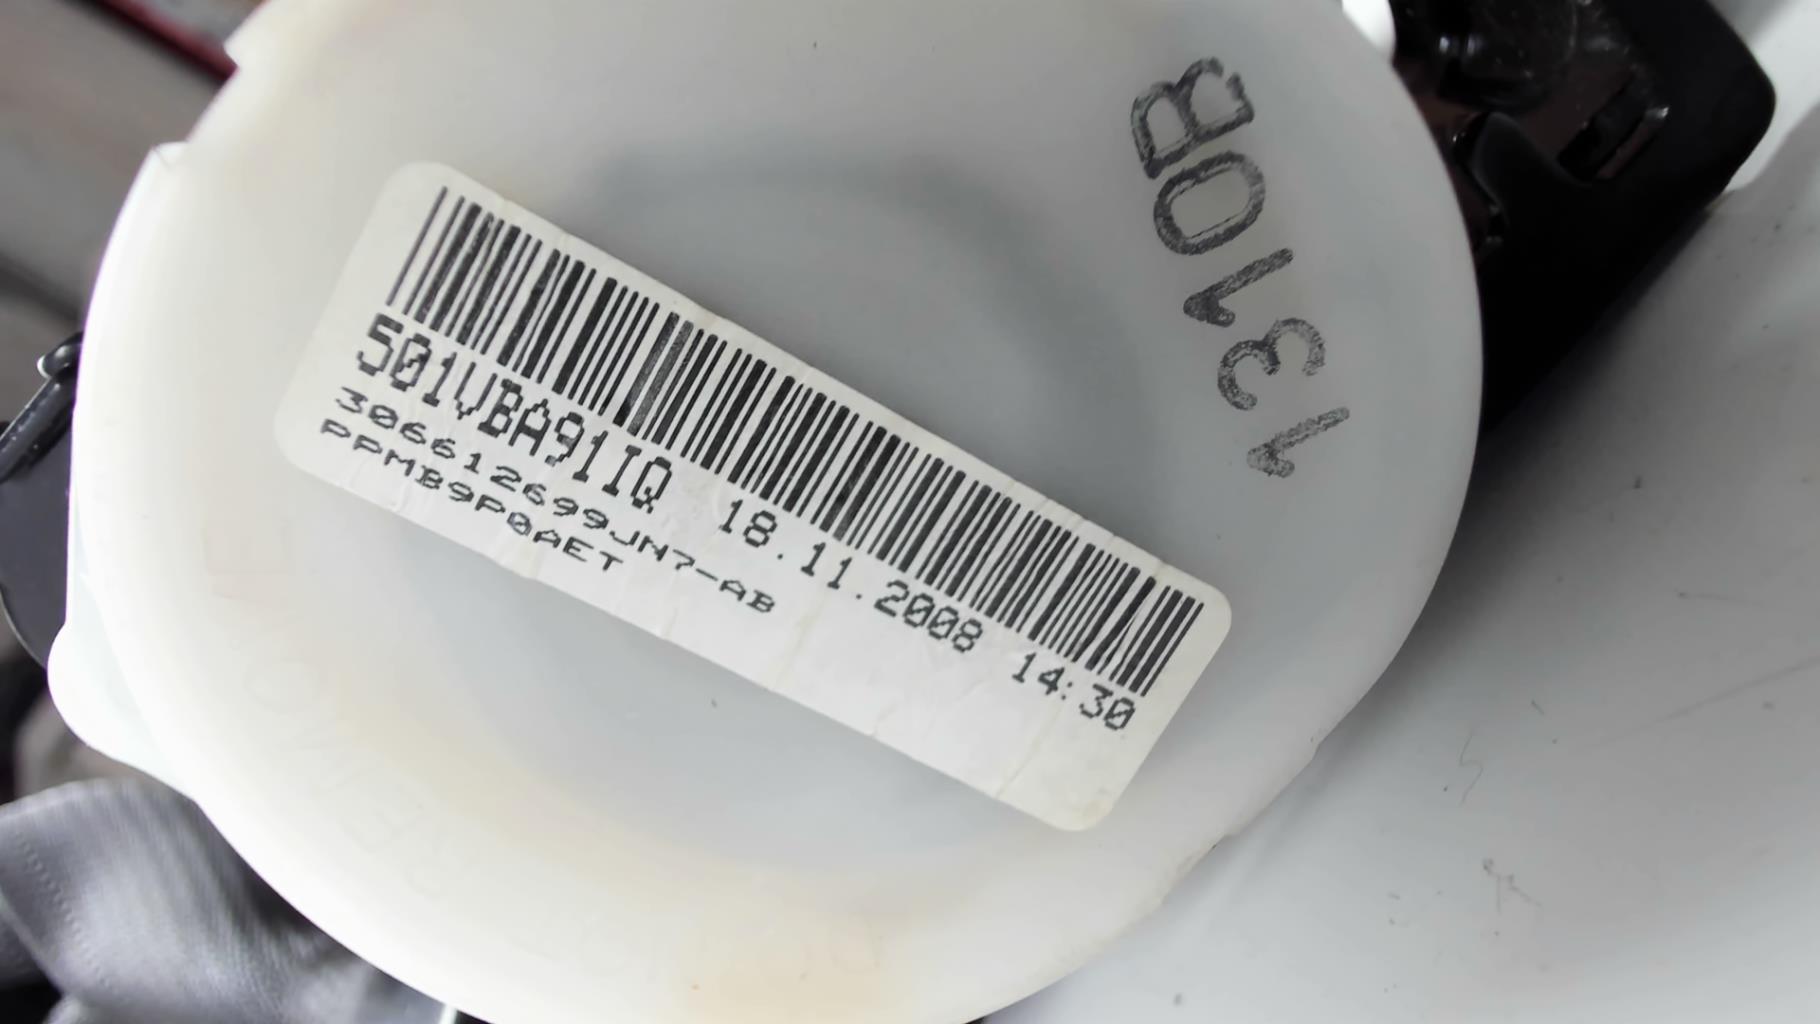 501VBA91IQ 18.11.2008 14:30
306612699JN7-AB
PPMB9P0AET
1310B